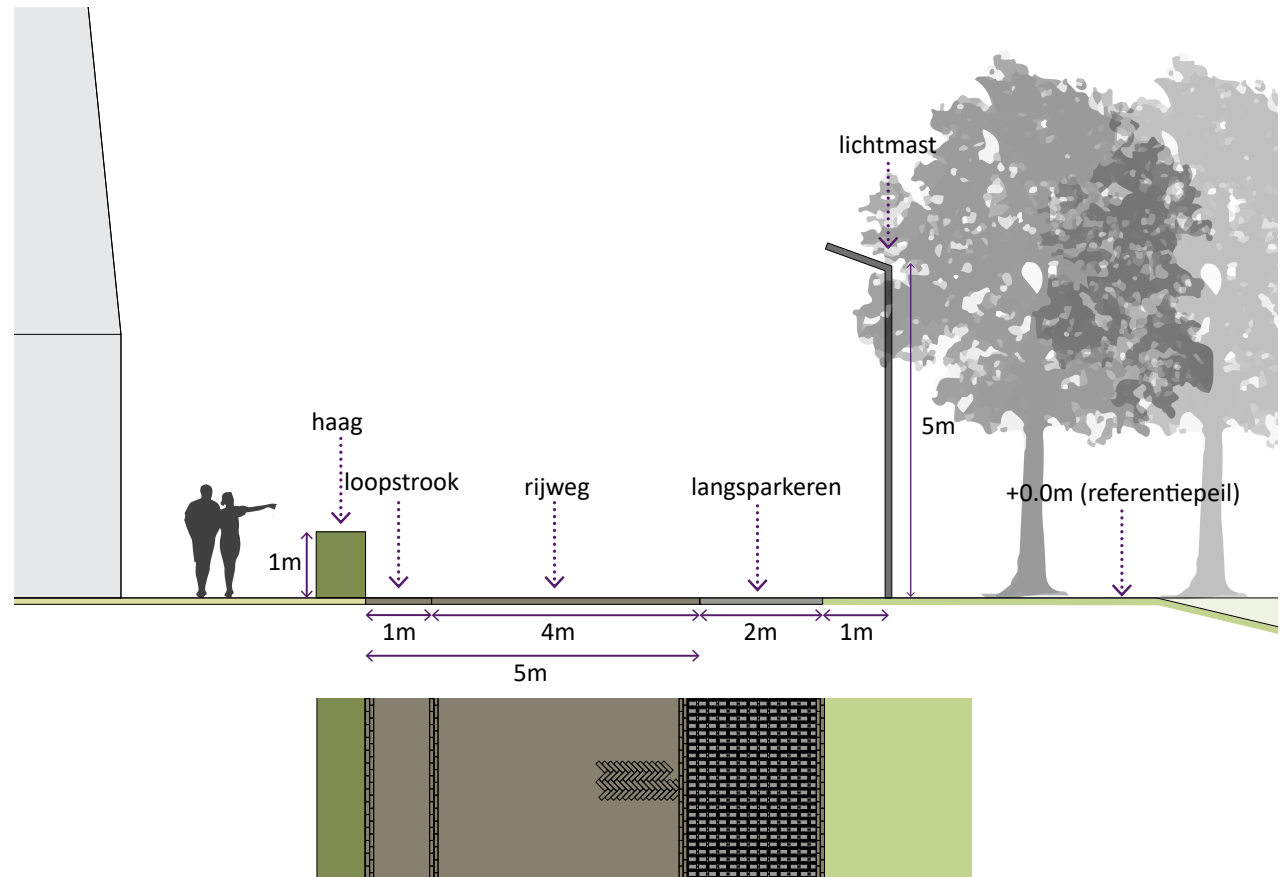 lichtmast
haag
5m
loopstrook
rijweg
langsparkeren
+0.0m (referentiepeil)
1m
1m
4m
2m
1m
5m